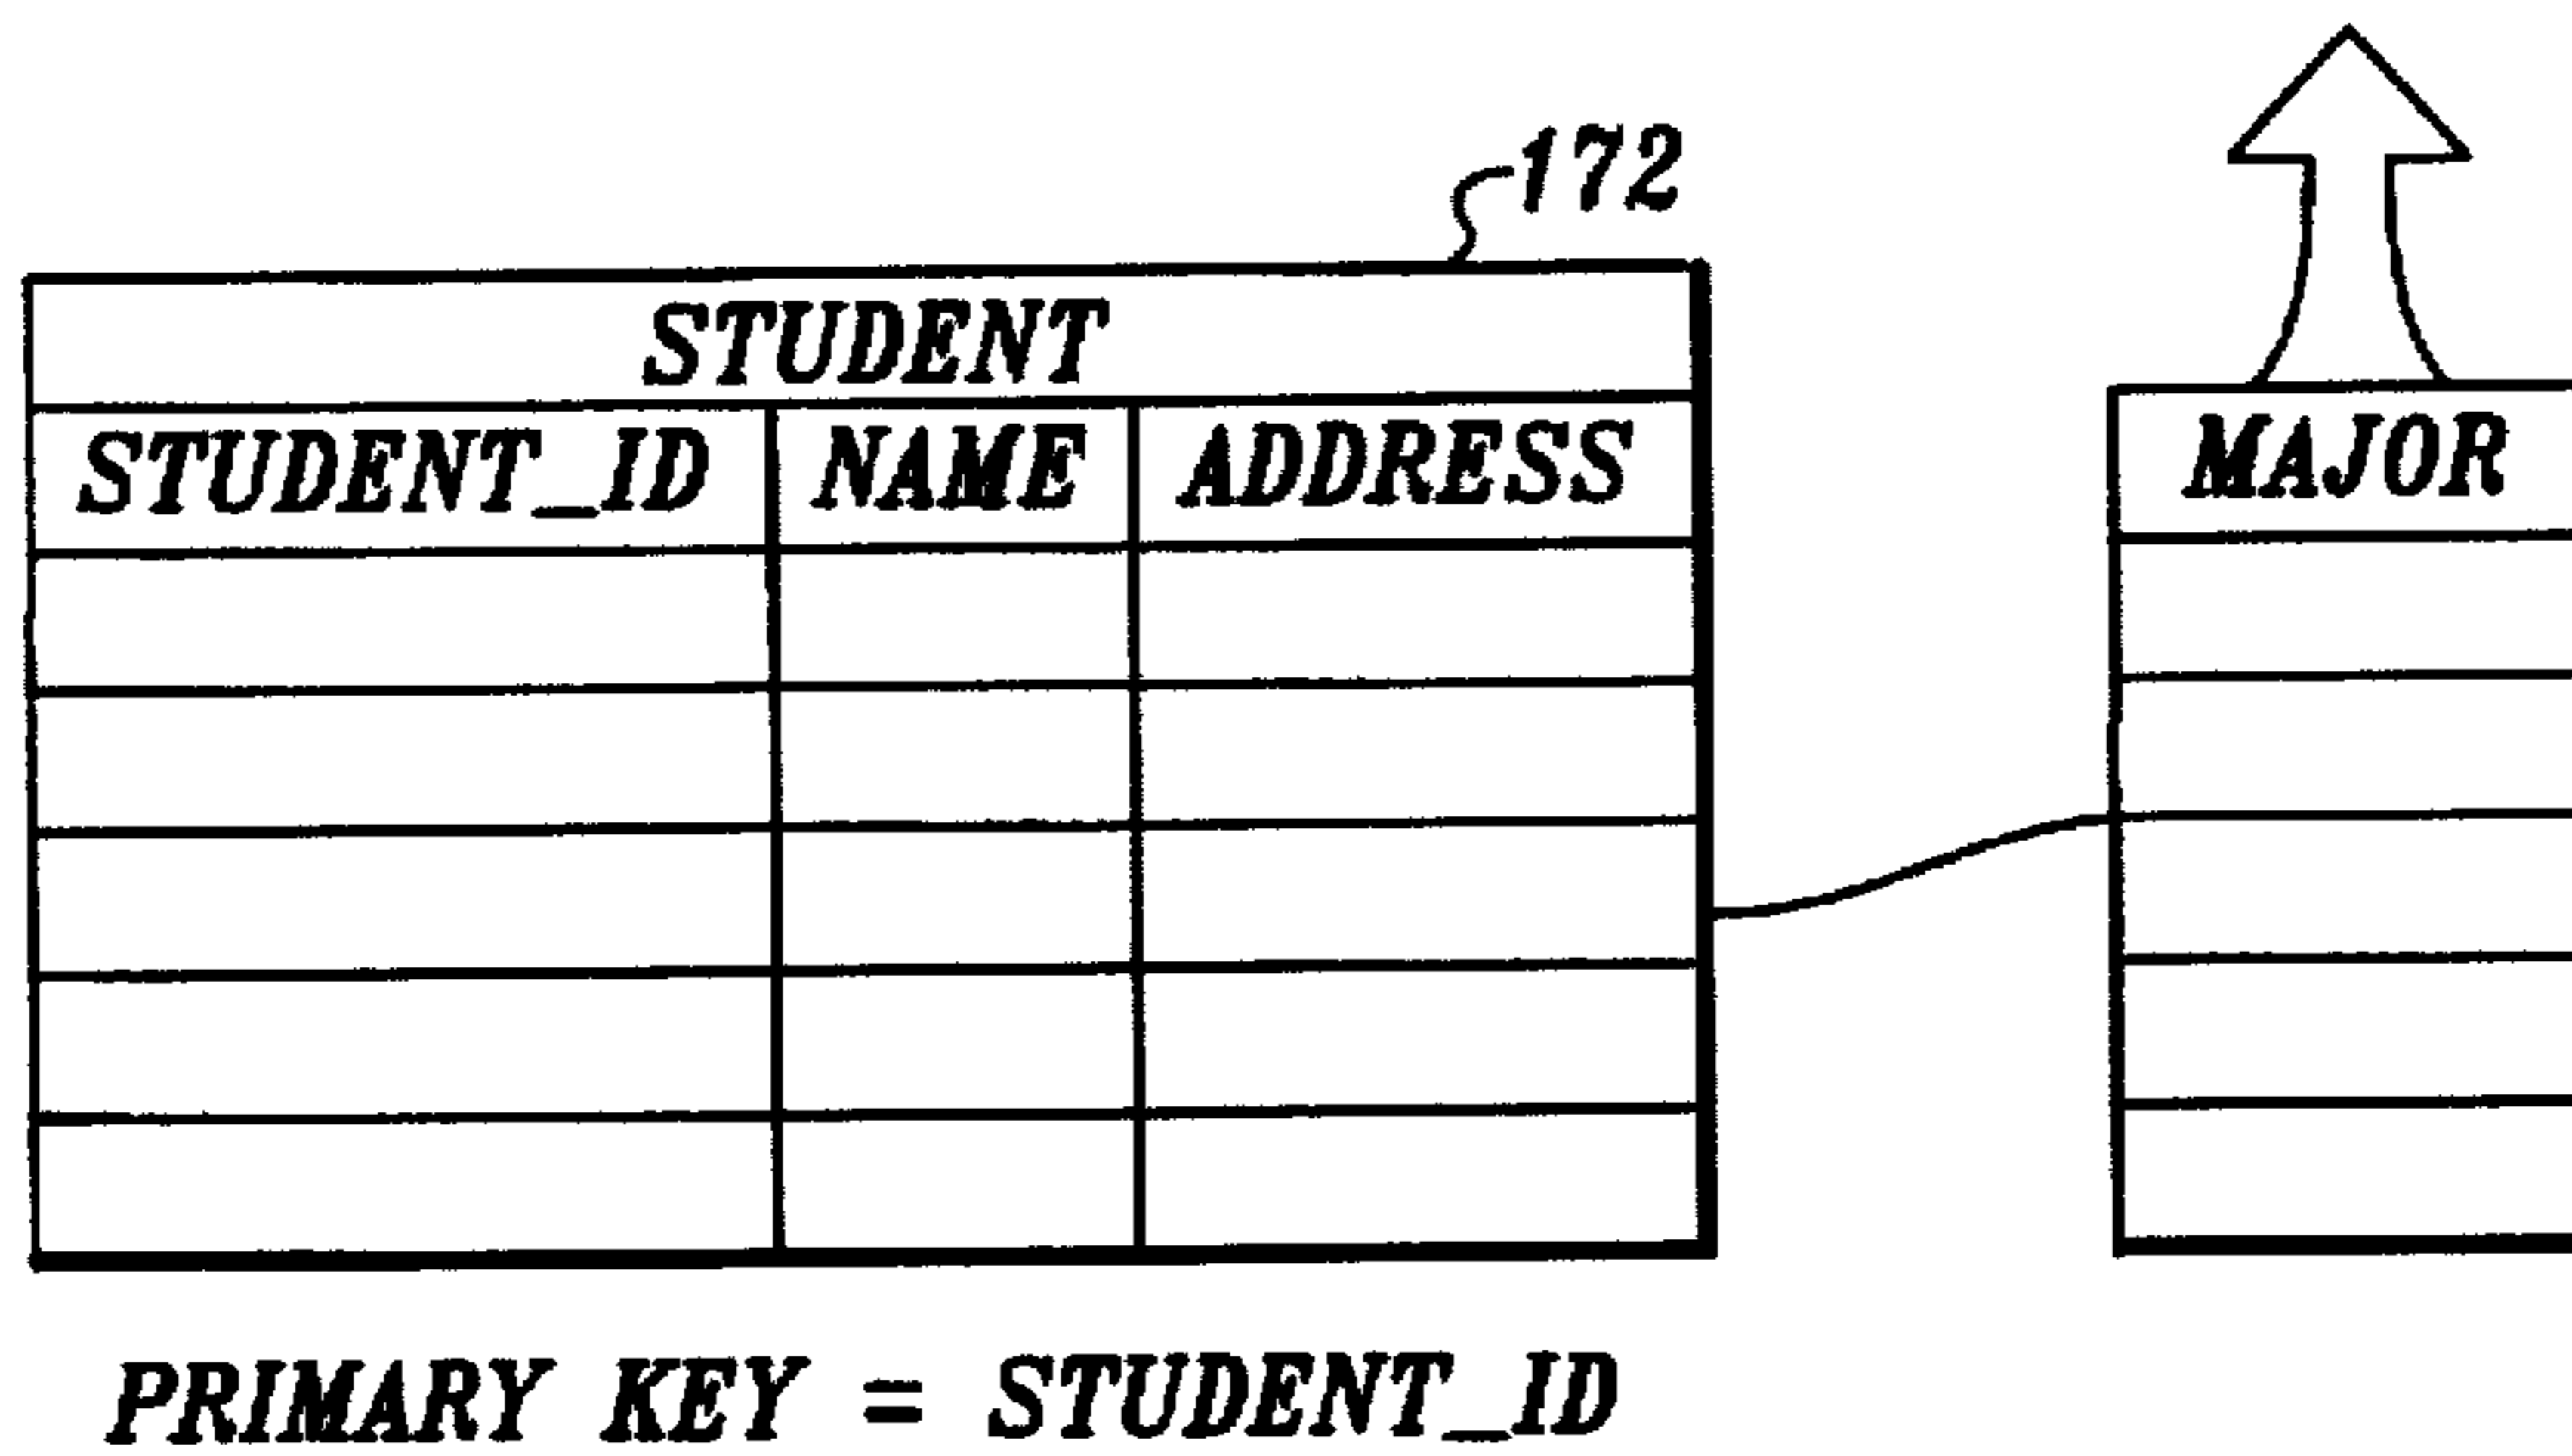 172
STUDENT
STUDENT_ID NAME ADDRESS MAJOR
PRIMARY KEY = STUDENT_ID